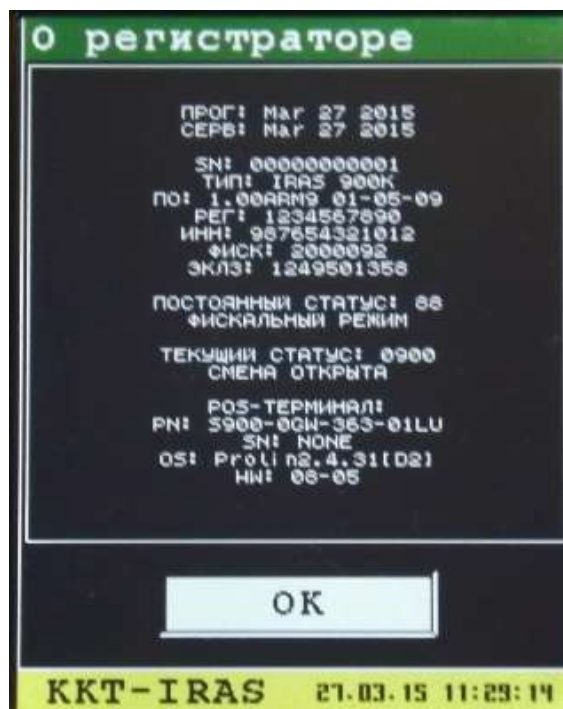 О регистраторе
ПРОГ: Mar 27 2015
СЕРВ: Mar 27 2015
SN: 00000000001
ТИП: IRAS 900K
ПО: 1.00ARM9 01-05-09
РЕГ: 1234567890
ИНН: 987654321012
ФИСК: 2000092
ЭКЛЗ: 1249501358
ПОСТОЯННЫЙ СТАТУС: 88
ФИСКАЛЬНЫЙ РЕЖИМ
ТЕКУЩИЙ СТАТУС: 0900
СМЕНА ОТКРЫТА
POS-ТЕРМИНАЛ:
PN: S900-0GW-363-01LU
SN: NONE
OS: Prolin2.4.31(D2)
HW: 08-05
OK
KKT-IRAS 27.03.15 11:29:14